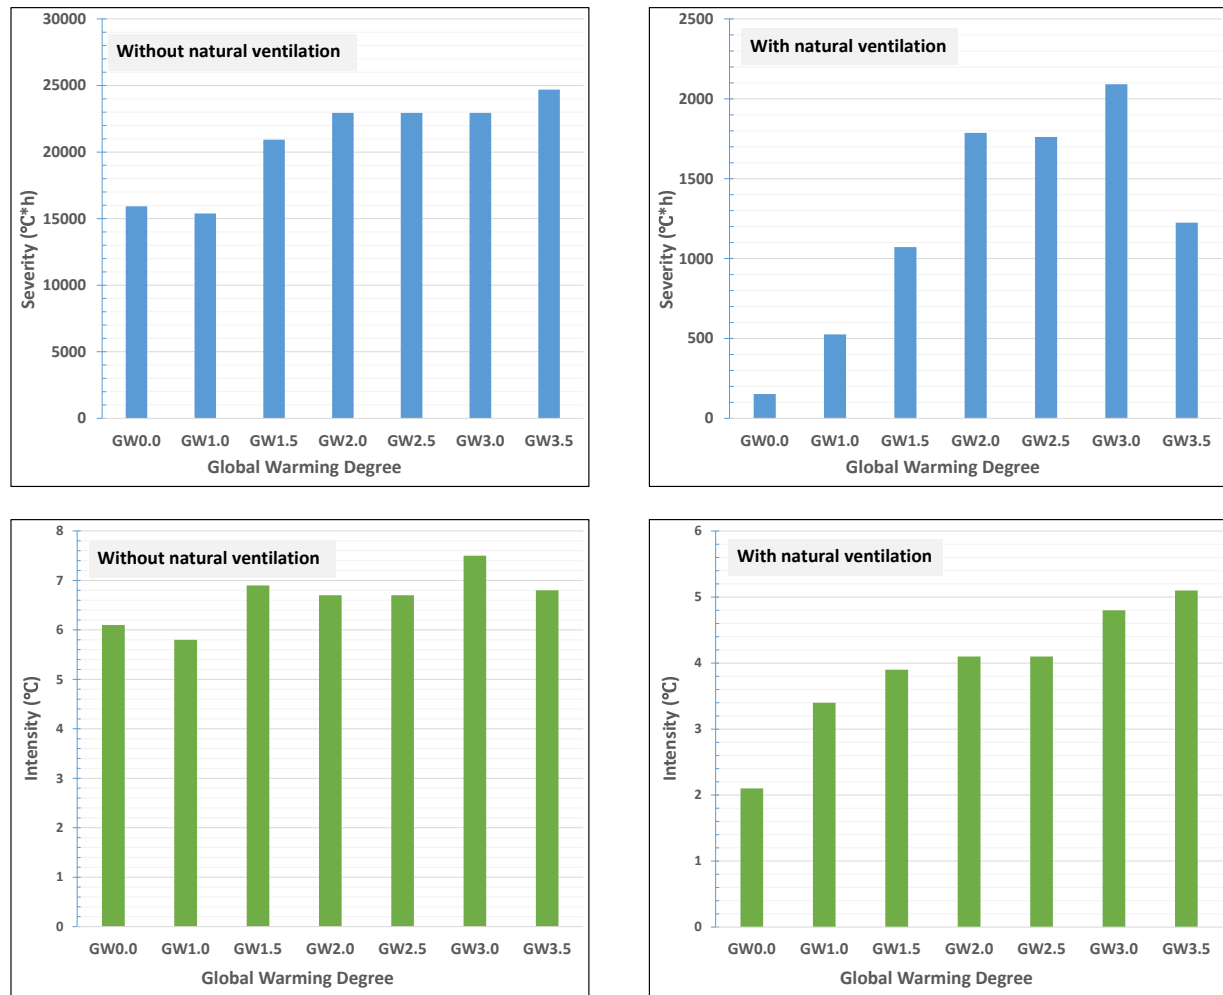 Without natural ventilation
30000
25000
20000
15000
10000
5000
0
Severity (℃*h)
GW0.0 GW1.0 GW1.5 GW2.0 GW2.5 GW3.0 GW3.5
Global Warming Degree
With natural ventilation
2500
2000
1500
1000
500
0
Severity (℃*h)
GW0.0 GW1.0 GW1.5 GW2.0 GW2.5 GW3.0 GW3.5
Global Warming Degree
Without natural ventilation
8
7
6
5
4
3
2
1
0
Intensity (℃)
GW0.0 GW1.0 GW1.5 GW2.0 GW2.5 GW3.0 GW3.5
Global Warming Degree
With natural ventilation
6
5
4
3
2
1
0
Intensity (℃)
GW0.0 GW1.0 GW1.5 GW2.0 GW2.5 GW3.0 GW3.5
Global Warming Degree